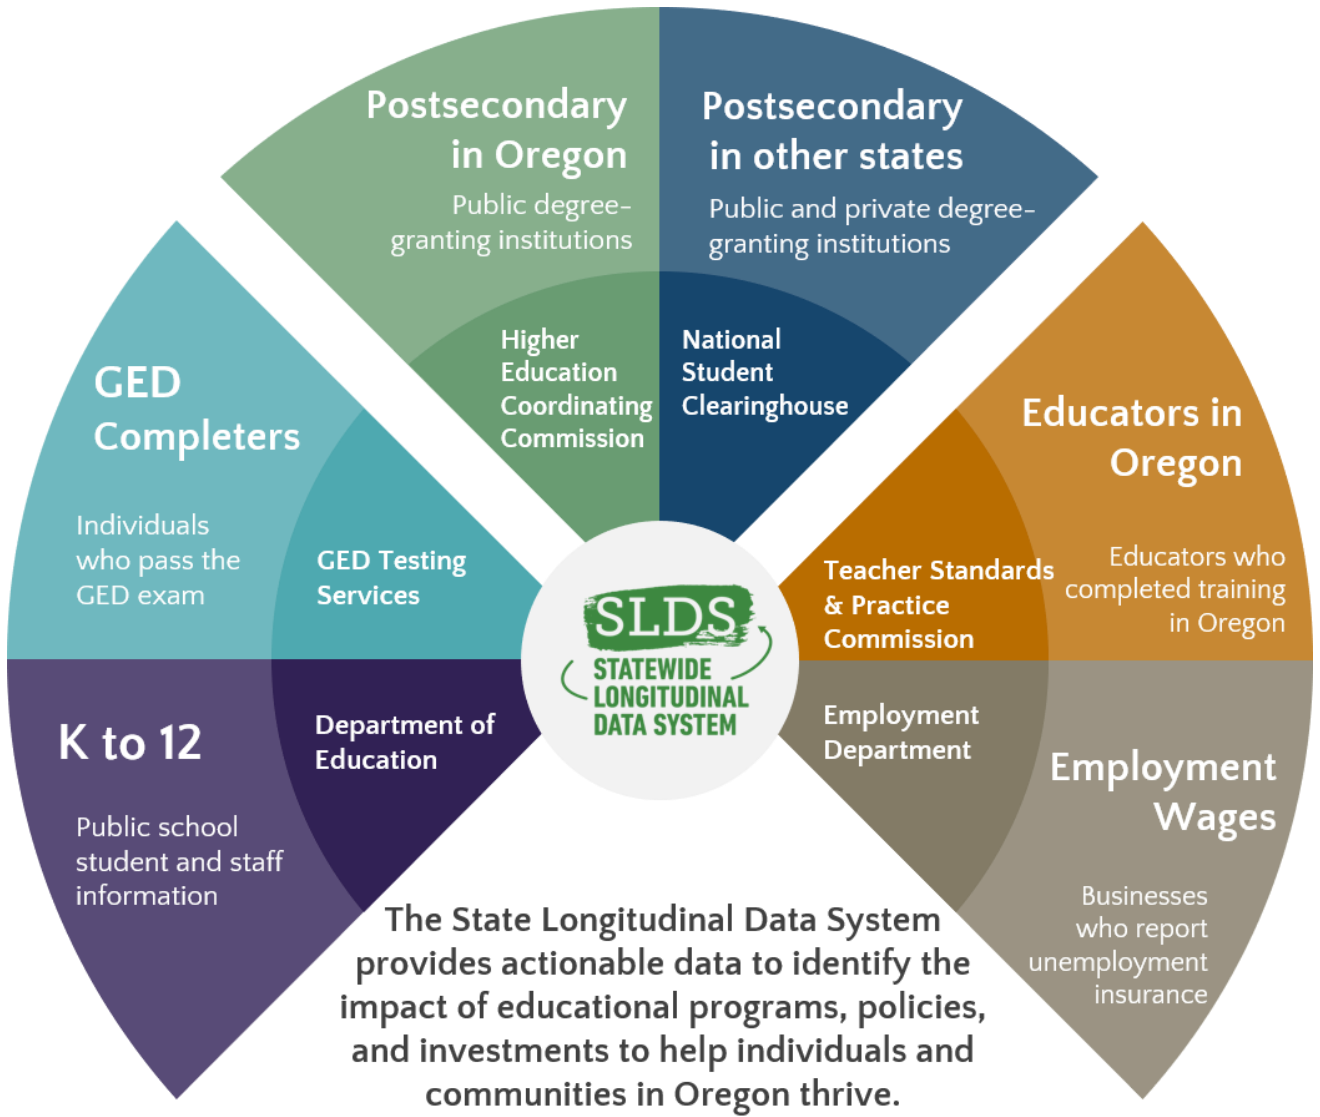 Postsecondary
in Oregon
Public degree-
granting institutions
Higher
Education
Coordinating
Commission
Postsecondary
in other states
Public and private degree-
granting institutions
National
Student
Clearinghouse
GED
Completers
Individuals
who pass the
GED exam
GED Testing
Services
Educators in
Oregon
Educators who
completed training
in Oregon
Teacher Standards
& Practice
Commission
SLDS
STATEWIDE
LONGITUDINAL
DATA SYSTEM
K to 12
Public school
student and staff
information
Department of
Education
Employment
Department
Employment
Wages
Businesses
who report
unemployment
insurance
The State Longitudinal Data System
provides actionable data to identify the
impact of educational programs, policies,
and investments to help individuals and
communities in Oregon thrive.